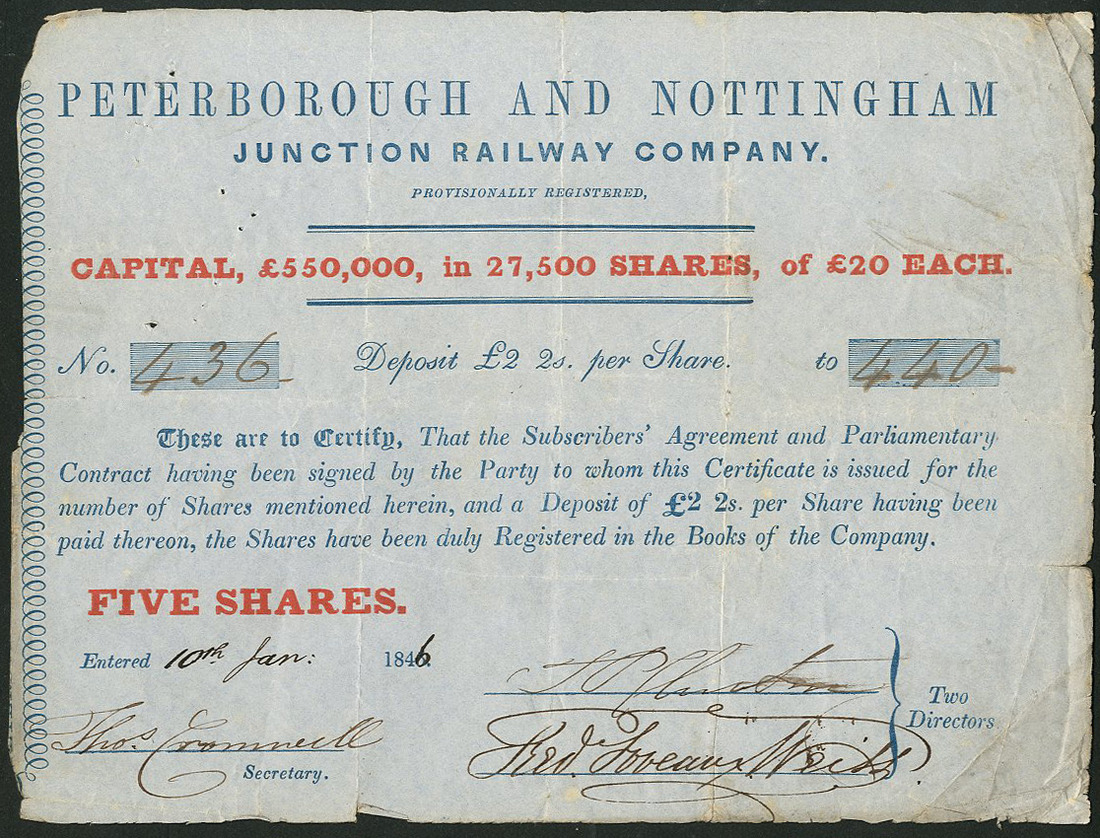 PETERBOROUGH AND NOTTINGHAM
JUNCTION RAILWAY COMPANY.
PROVISIONALLY REGISTERED,
CAPITAL, £550,000, in 27,500 SHARES, of £20 EACH.
No. 436 Deposit £2 2s. per Share. to 440
These are to Certify, That the Subscribers' Agreement and Parliamentary
Contract having been signed by the Party to whom this Certificate is issued for the
number of Shares mentioned herein, and a Deposit of £2 2s. per Share having been
paid thereon, the Shares have been duly Registered in the Books of the Company.
FIVE SHARES.
Entered 10th Jan: 1846
Two
Directors
Thos. Cramwell
Secretary.